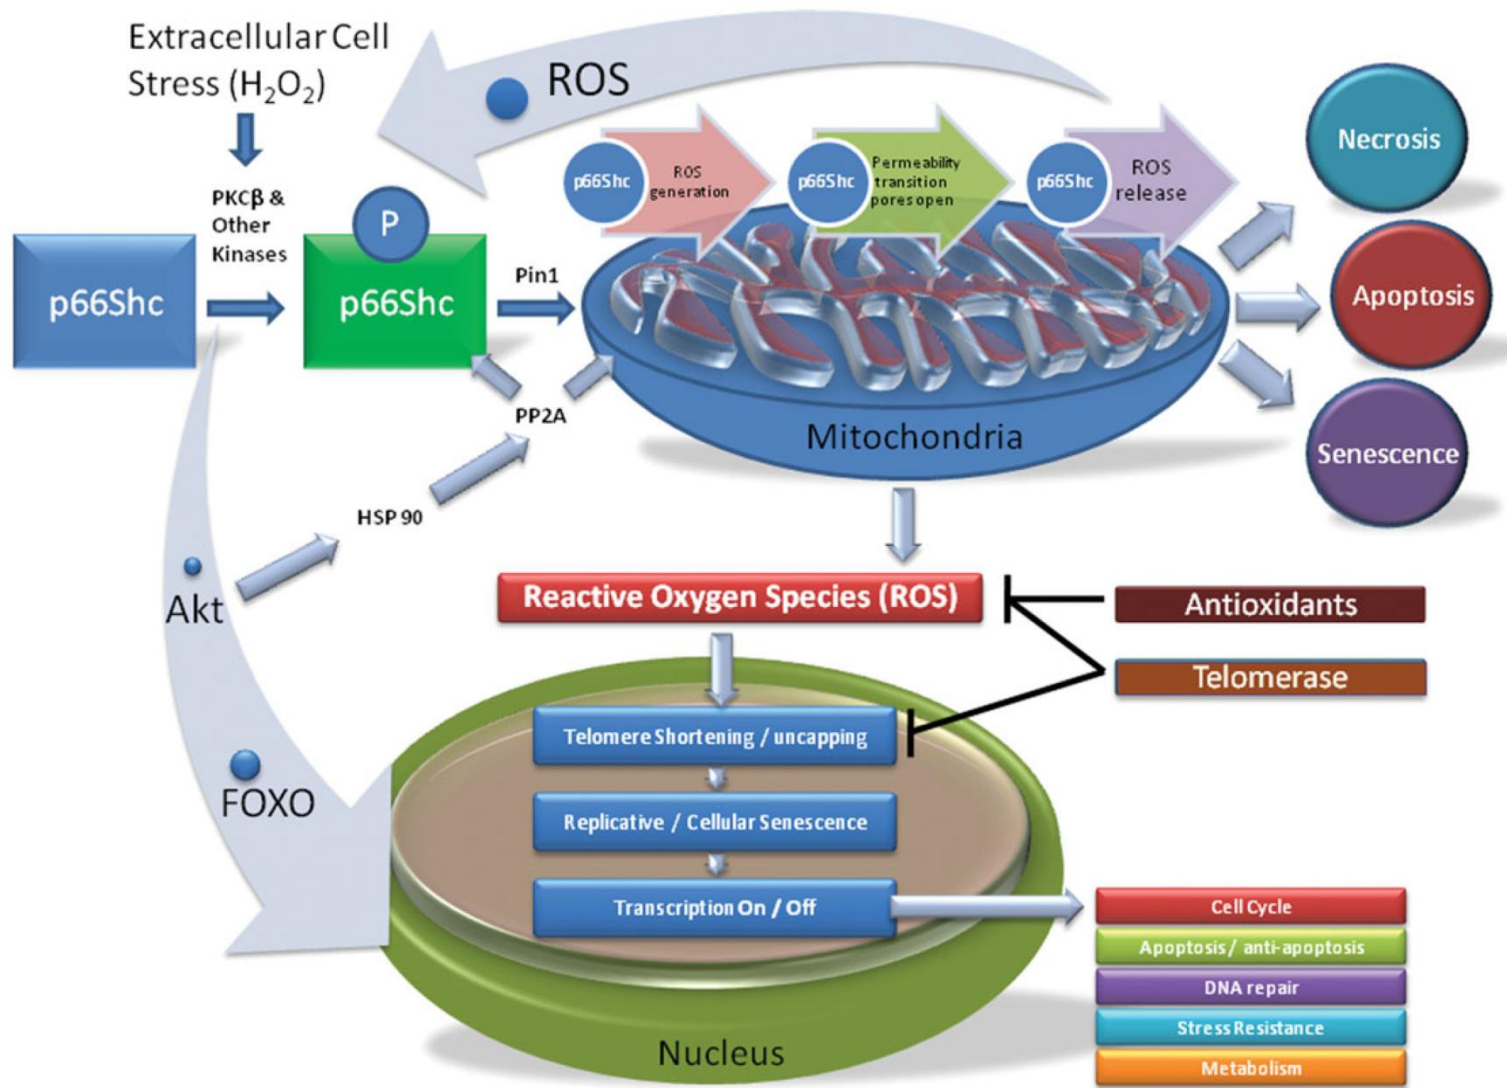 Extracellular Cell
Stress (H₂O₂)
ROS
PKCβ &
Other
Kinases
p66Shc
P
p66Shc
Pin1
p66Shc
ROS
generation
p66Shc
Permeability
transition
pores open
p66Shc
ROS
release
Mitochondria
Necrosis
Apoptosis
Senescence
PP2A
HSP 90
Akt
FOXO
Reactive Oxygen Species (ROS)
Antioxidants
Telomerase
Telomere Shortening / uncapping
Replicative / Cellular Senescence
Transcription On / Off
Nucleus
Cell Cycle
Apoptosis/ anti-apoptosis
DNA repair
Stress Resistance
Metabolism